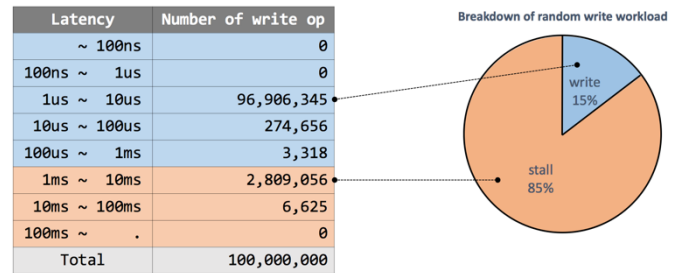 Latency Number of write op
~ 100ns 0
100ns ~ 1us 0
1us ~ 10us 96,906,345
10us ~ 100us 274,656
100us ~ 1ms 3,318
1ms ~ 10ms 2,809,056
10ms ~ 100ms 6,625
100ms ~ . 0
Total 100,000,000
Breakdown of random write workload
write
15%
stall
85%